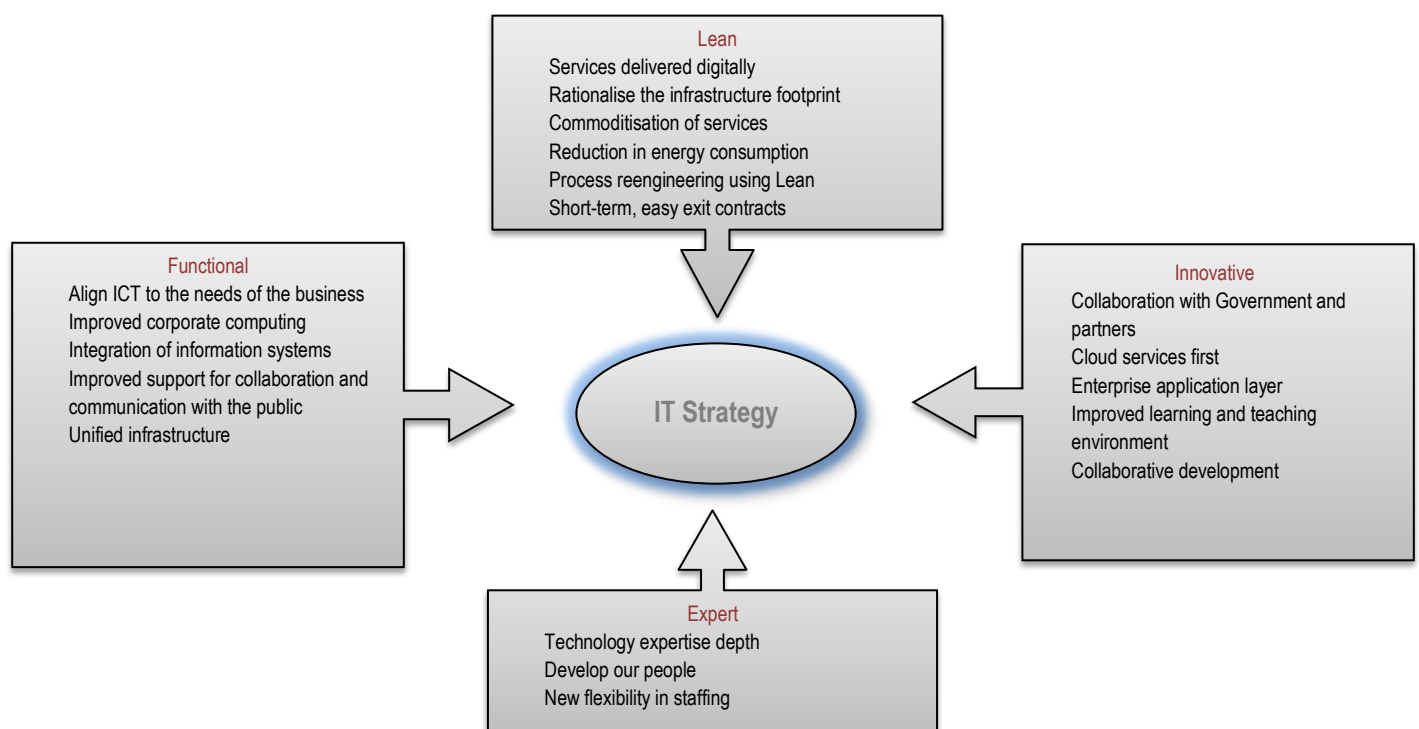 Lean
Services delivered digitally
Rationalise the infrastructure footprint
Commoditisation of services
Reduction in energy consumption
Process reengineering using Lean
Short-term, easy exit contracts
Functional
Align ICT to the needs of the business
Improved corporate computing
Integration of information systems
Improved support for collaboration and
communication with the public
Unified infrastructure
IT Strategy
Innovative
Collaboration with Government and
partners
Cloud services first
Enterprise application layer
Improved learning and teaching
environment
Collaborative development
Expert
Technology expertise depth
Develop our people
New flexibility in staffing